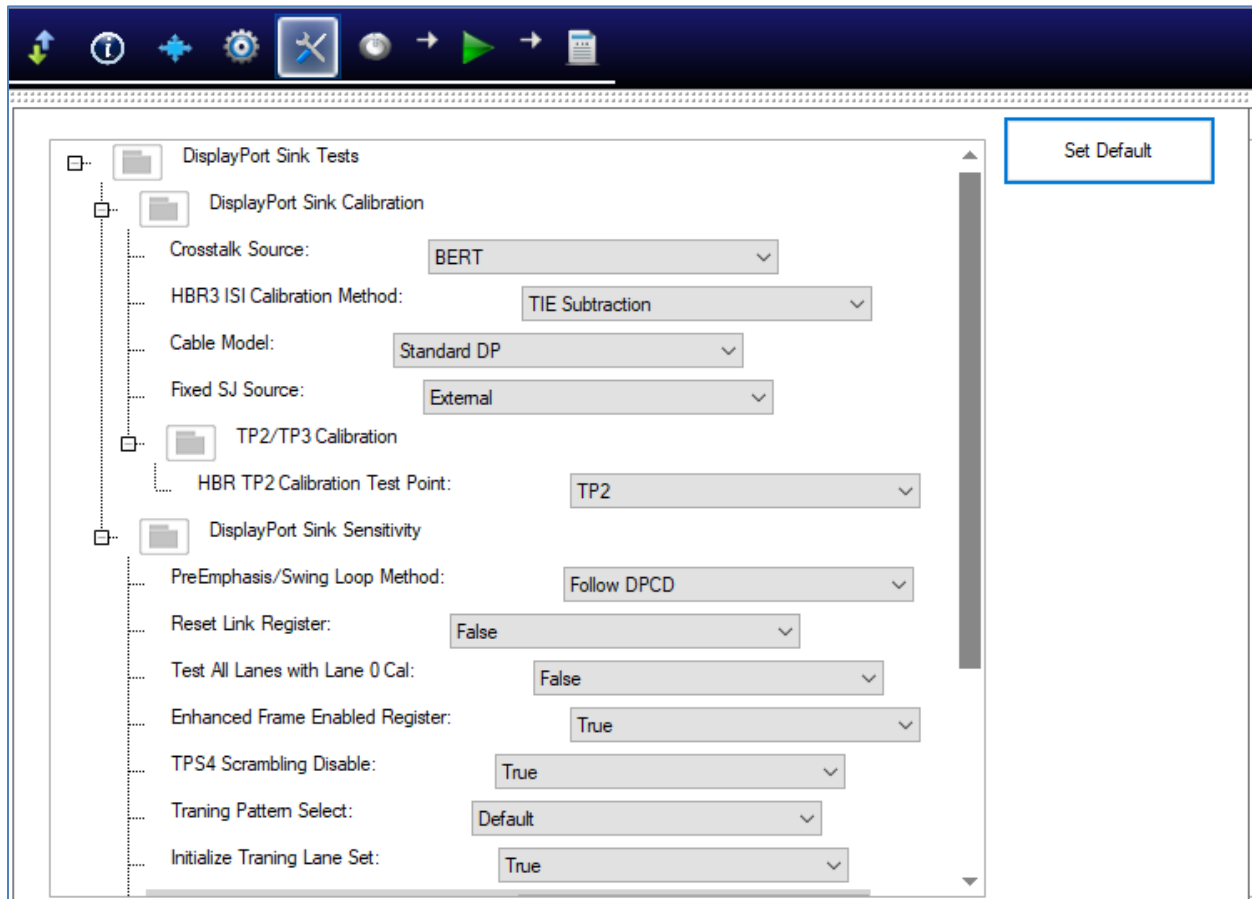 DisplayPort Sink Tests
Set Default
DisplayPort Sink Calibration
Crosstalk Source: BERT
HBR3 ISI Calibration Method: TIE Subtraction
Cable Model: Standard DP
Fixed SJ Source: External
TP2/TP3 Calibration
HBR TP2 Calibration Test Point: TP2
DisplayPort Sink Sensitivity
PreEmphasis/Swing Loop Method: Follow DPCD
Reset Link Register: False
Test All Lanes with Lane 0 Cal: False
Enhanced Frame Enabled Register: True
TPS4 Scrambling Disable: True
Traning Pattern Select: Default
Initialize Traning Lane Set: True